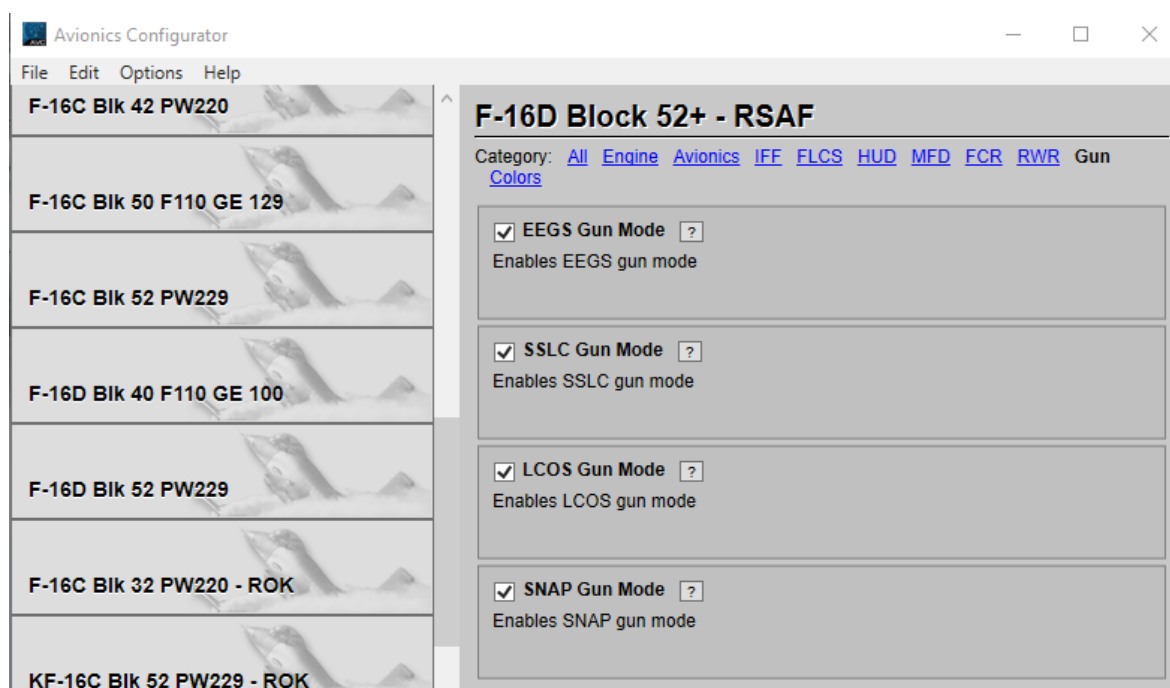 Avionics Configurator
File Edit Options Help
F-16C Blk 42 PW220
F-16C Blk 50 F110 GE 129
F-16C Blk 52 PW229
F-16D Blk 40 F110 GE 100
F-16D Blk 52 PW229
F-16C Blk 32 PW220 - ROK
KF-16C Blk 52 PW229 - ROK
F-16D Block 52+ - RSAF
Category: All Engine Avionics IFF FLCS HUD MFD FCR RWR Gun
Colors
EEGS Gun Mode ?
Enables EEGS gun mode
SSLC Gun Mode ?
Enables SSLC gun mode
LCOS Gun Mode ?
Enables LCOS gun mode
SNAP Gun Mode ?
Enables SNAP gun mode